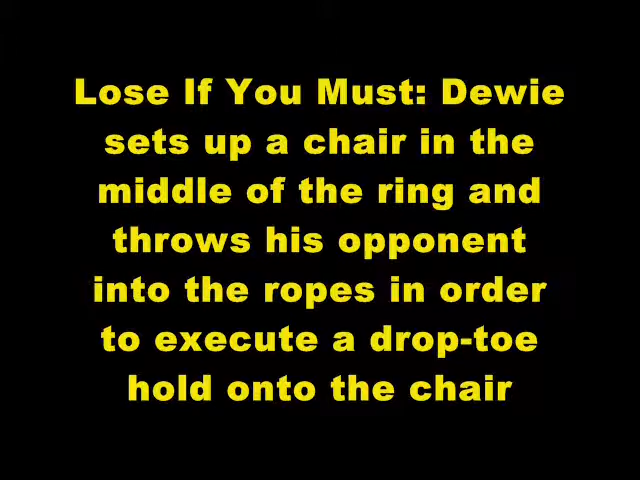 Lose If You Must: Dewie
sets up a chair in the
middle of the ring and
throws his opponent
into the ropes in order
to execute a drop-toe
hold onto the chair